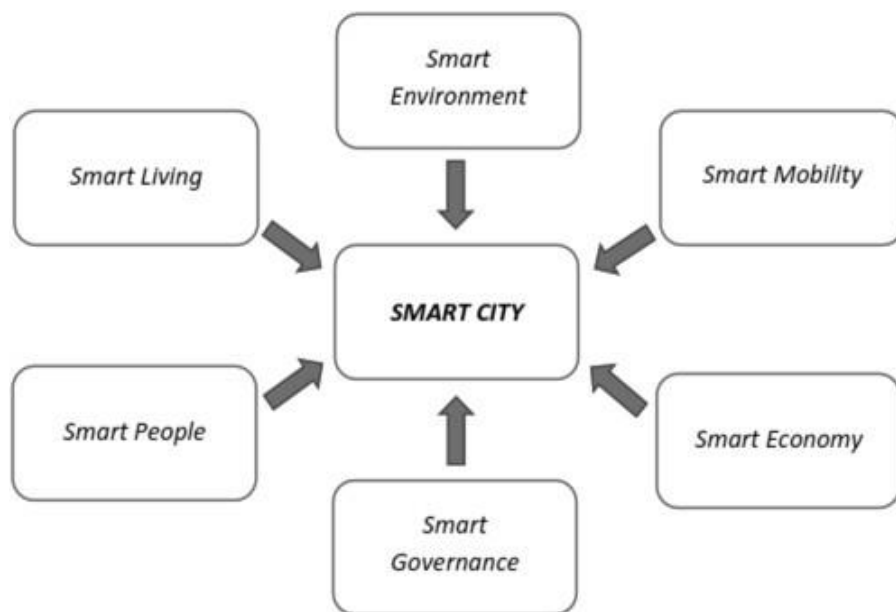 Smart
Environment
Smart Living
Smart Mobility
SMART CITY
Smart People
Smart Economy
Smart
Governance